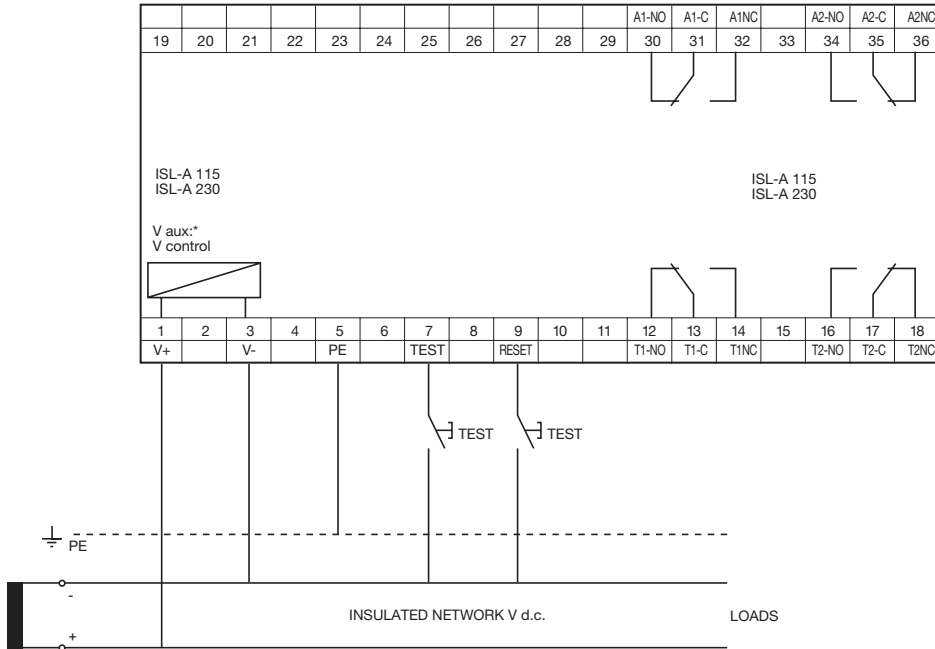 A1-NO A1-C A1NC A2-NO A2-C A2NC
19 20 21 22 23 24 25 26 27 28 29 30 31 32 33 34 35 36
ISL-A 115
ISL-A 230
ISL-A 115
ISL-A 230
V aux:*
V control
1 2 3 4 5 6 7 8 9 10 11 12 13 14 15 16 17 18
V+ V- PE TEST RESET T1-NO T1-C T1NC T2-NO T2-C T2NC
TEST TEST
PE
-
INSULATED NETWORK V d.c. LOADS
+